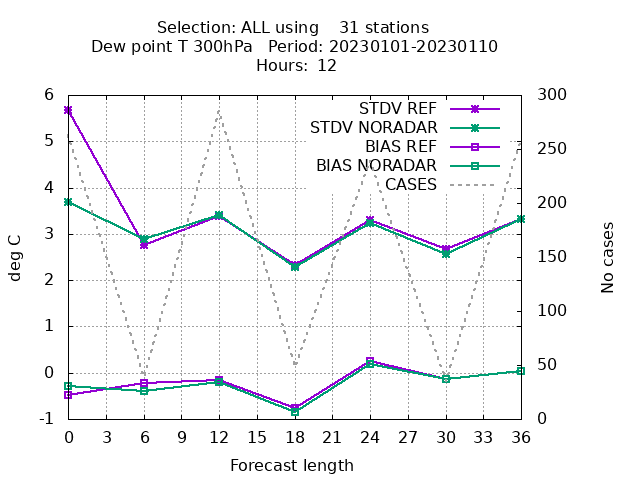 Selection: ALL using    31 stations
Dew point T 300hPa   Period: 20230101-20230110
Hours: 12
6 300
5 250
4 200
3 150
2 100
1 50
0 0
-1
STDV REF
STDV NORADAR
BIAS REF
BIAS NORADAR
CASES
deg C
No cases
0 3 6 9 12 15 18 21 24 27 30 33 36
Forecast length